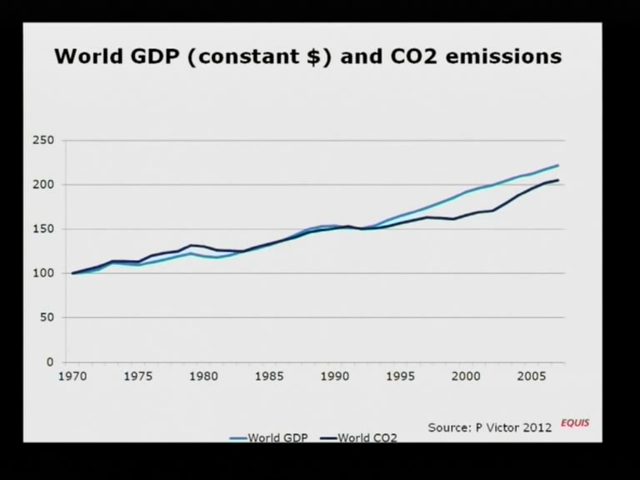 World GDP (constant $) and CO2 emissions
250
200
150
100
50
0
1970 1975 1980 1985 1990 1995 2000 2005
World GDP World CO2
Source: P Victor 2012 EQUIS